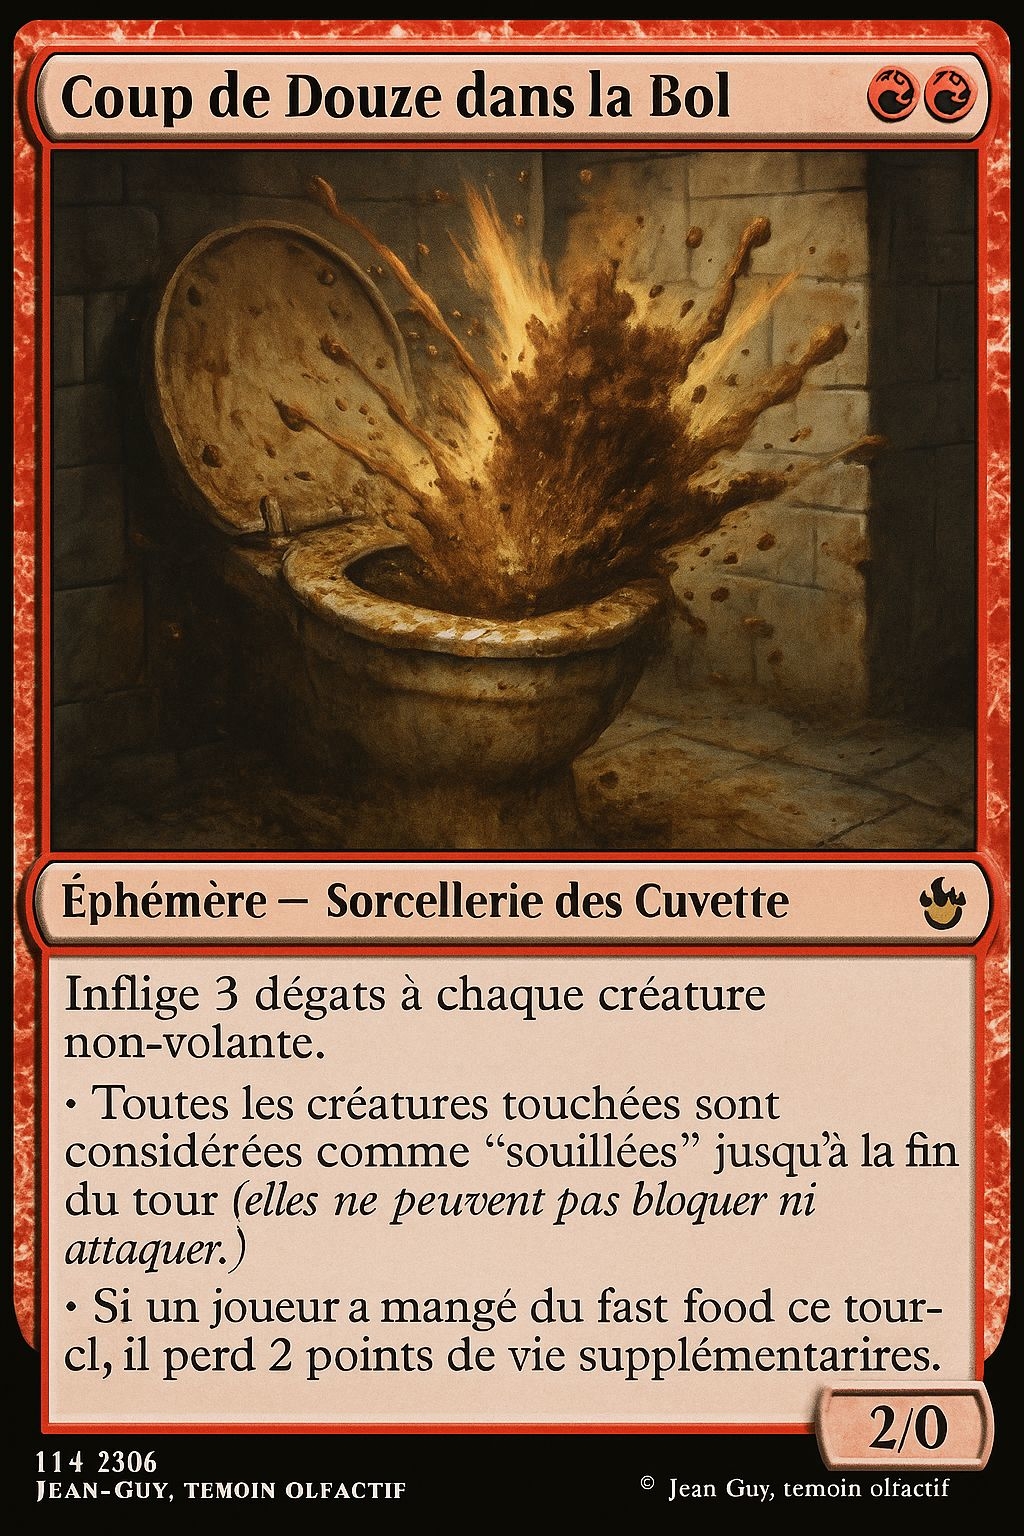 Coup de Douze dans la Bol
Éphémère — Sorcellerie des Cuvette
Inflige 3 dégats à chaque créature
non-volante.
• Toutes les créatures touchées sont
considérées comme “souillées” jusqu’à la fin
du tour (elles ne peuvent pas bloquer ni
attaquer.)
• Si un joueur a mangé du fast food ce tour-
cl, il perd 2 points de vie supplémentarires.
2/0
114 2306
JEAN-GUY, TEMOIN OLFACTIF
© Jean Guy, temoin olfactif